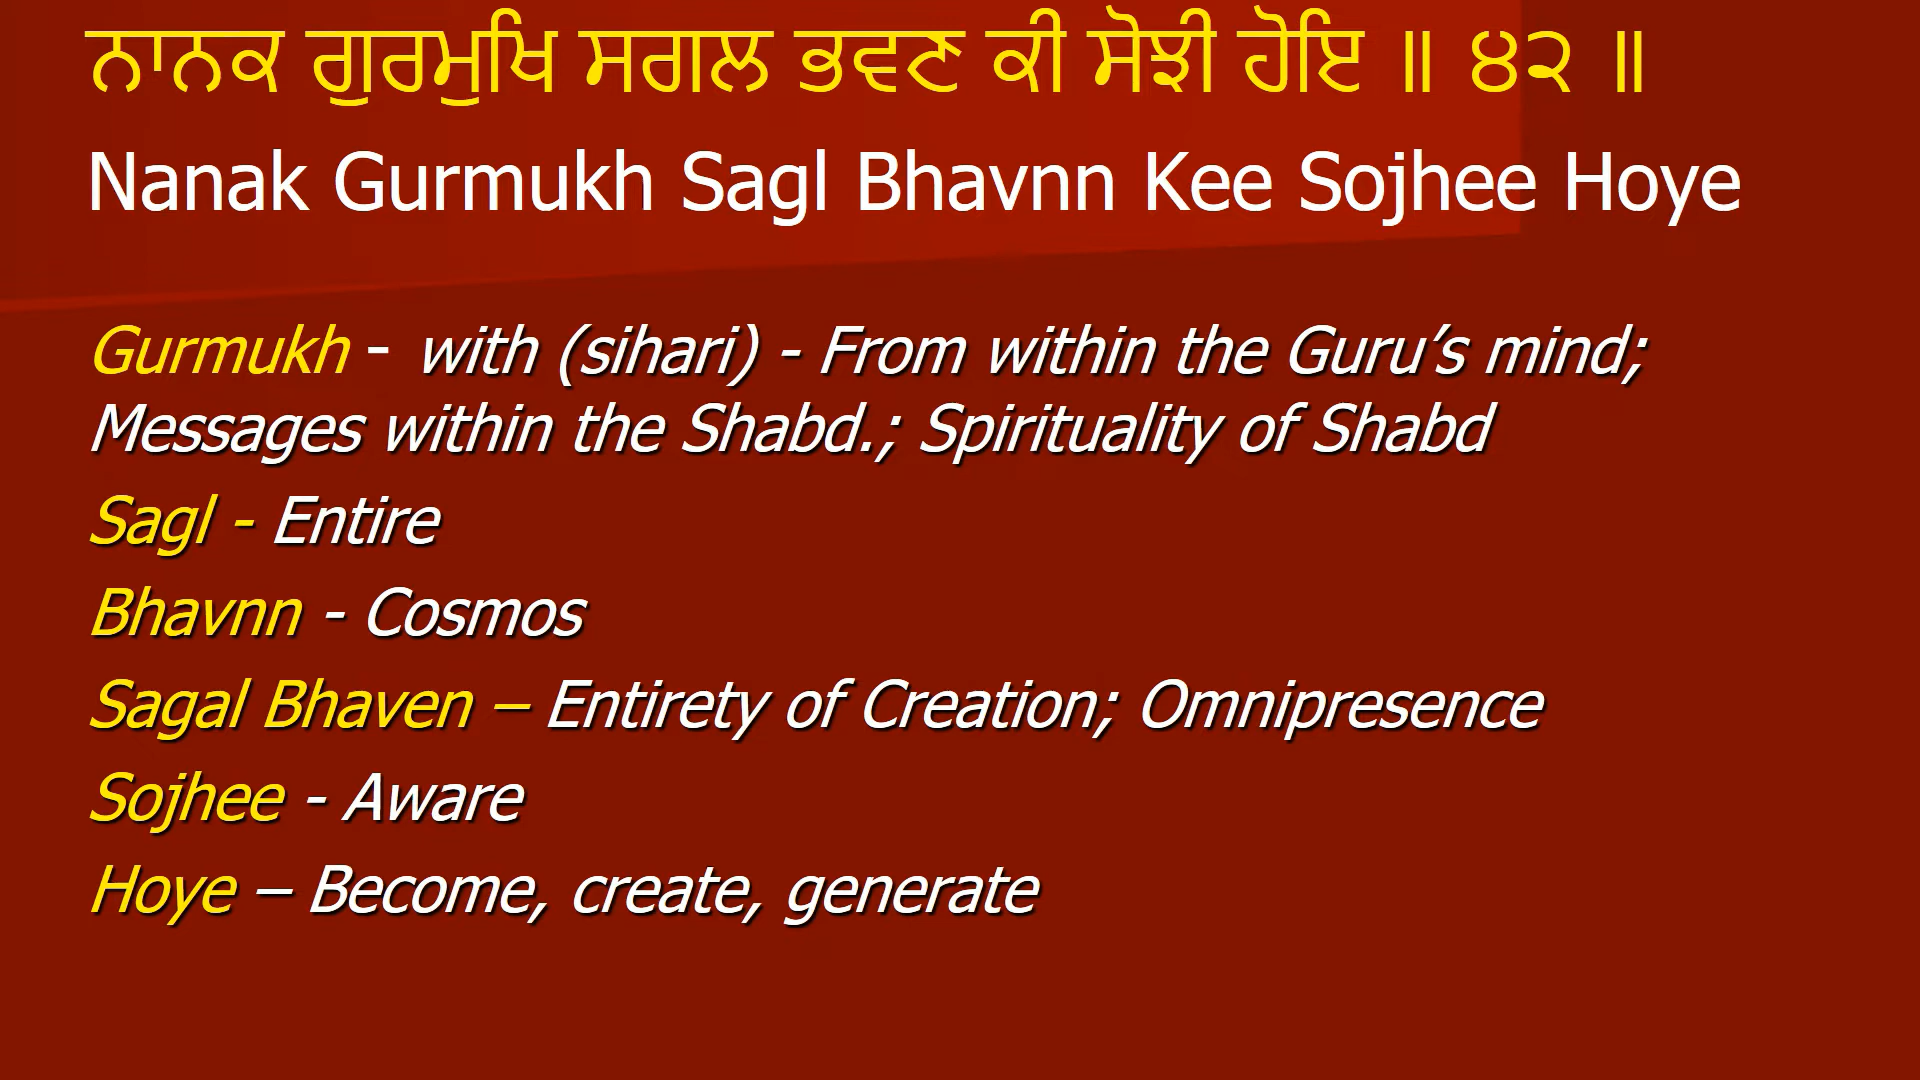 ਨਾਨਕ ਗੁਰਮੁਖਿ ਸਗਲ ਭਵਣ ਕੀ ਸੋਝੀ ਹੋਇ ॥ ੪੨ ॥
Nanak Gurmukh Sagl Bhavnn Kee Sojhee Hoye
Gurmukh - with (sihari) - From within the Guru’s mind;
Messages within the Shabd.; Spirituality of Shabd
Sagl - Entire
Bhavnn - Cosmos
Sagal Bhaven – Entirety of Creation; Omnipresence
Sojhee - Aware
Hoye – Become, create, generate